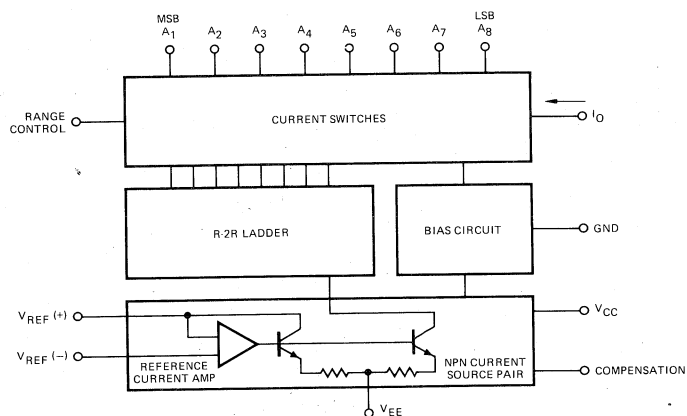 MSB
A1 A2 A3 A4 A5 A6 A7 A8
LSB
RANGE
CONTROL
CURRENT SWITCHES
IO
R-2R LADDER
BIAS CIRCUIT
GND
VREF (+)
VCC
VREF (−)
REFERENCE
CURRENT AMP
NPN CURRENT
SOURCE PAIR
COMPENSATION
VEE